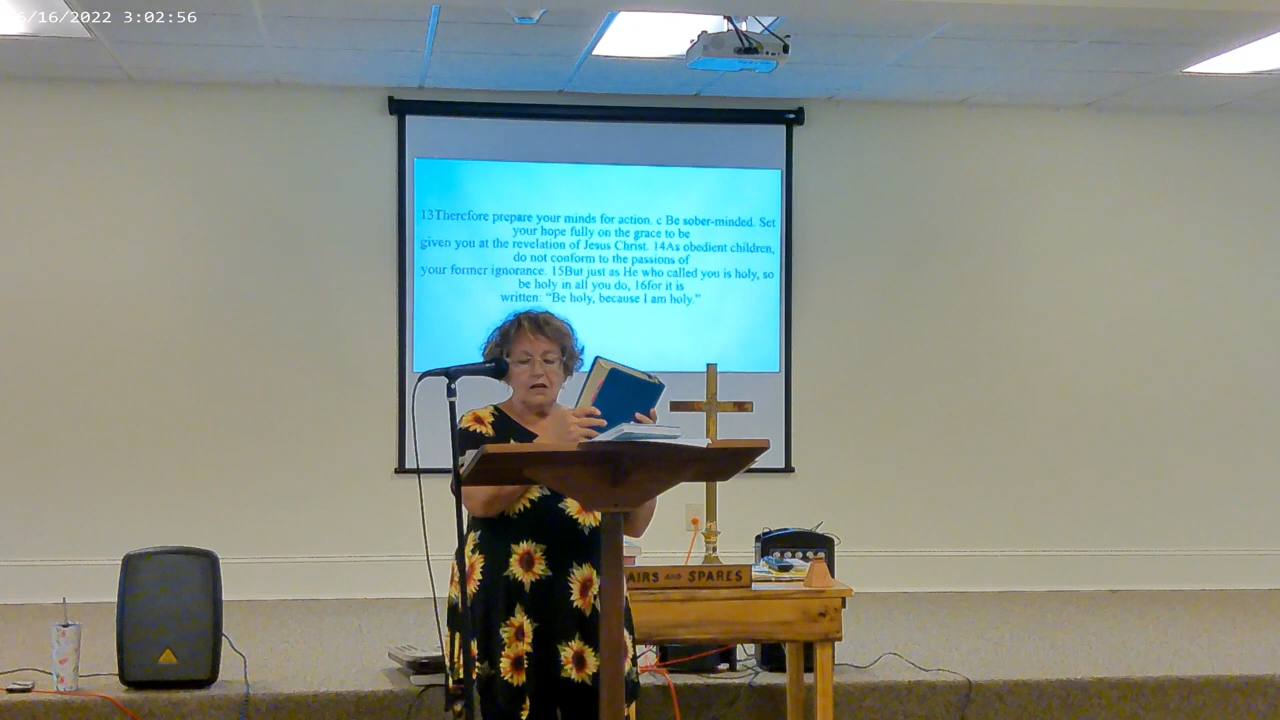 6/16/2022 3:02:56
13Therefore prepare your minds for action. c Be sober-minded. Set
your hope fully on the grace to be
given you at the revelation of Jesus Christ. 14As obedient children,
do not conform to the passions of
your former ignorance. 15But just as He who called you is holy, so
be holy in all you do, 16for it is
written: “Be holy, because I am holy.”
AIRS AND SPARES